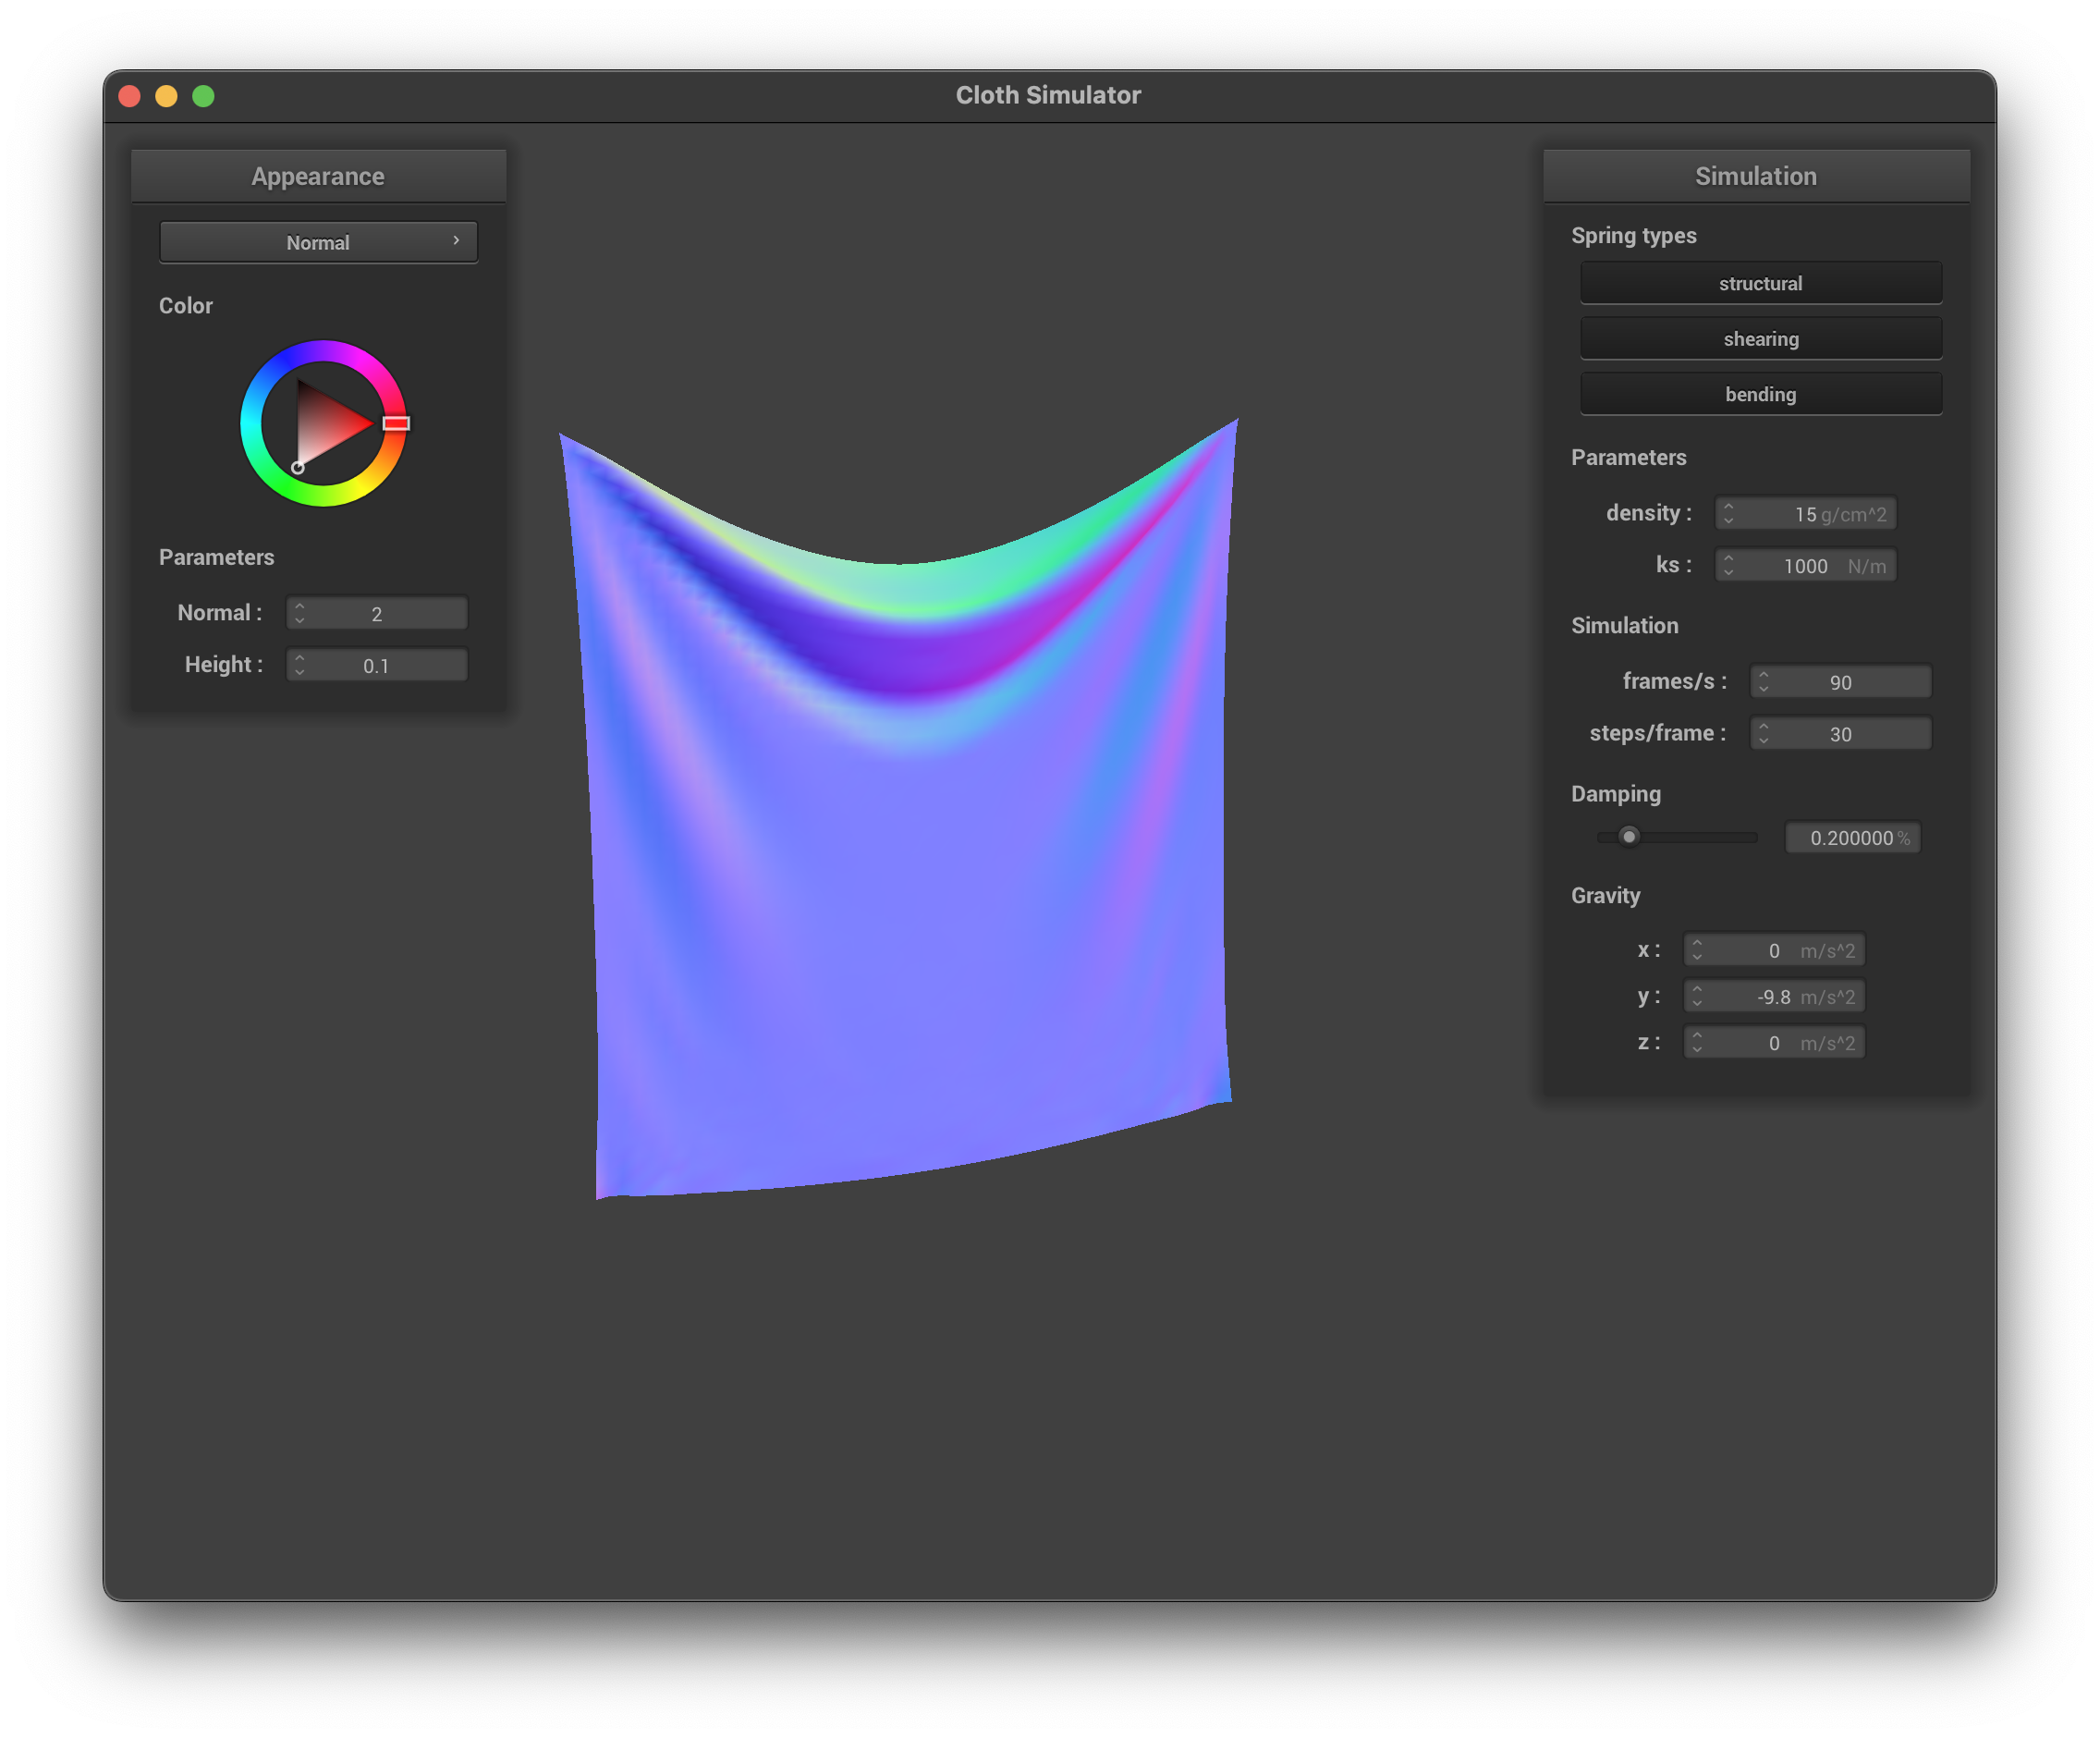 Cloth Simulator
Appearance
Normal
Color
Parameters
Normal : 2
Height : 0.1
Simulation
Spring types
structural
shearing
bending
Parameters
density : 15 g/cm^2
ks : 1000 N/m
Simulation
frames/s : 90
steps/frame : 30
Damping
0.200000 %
Gravity
x : 0 m/s^2
y : -9.8 m/s^2
z : 0 m/s^2